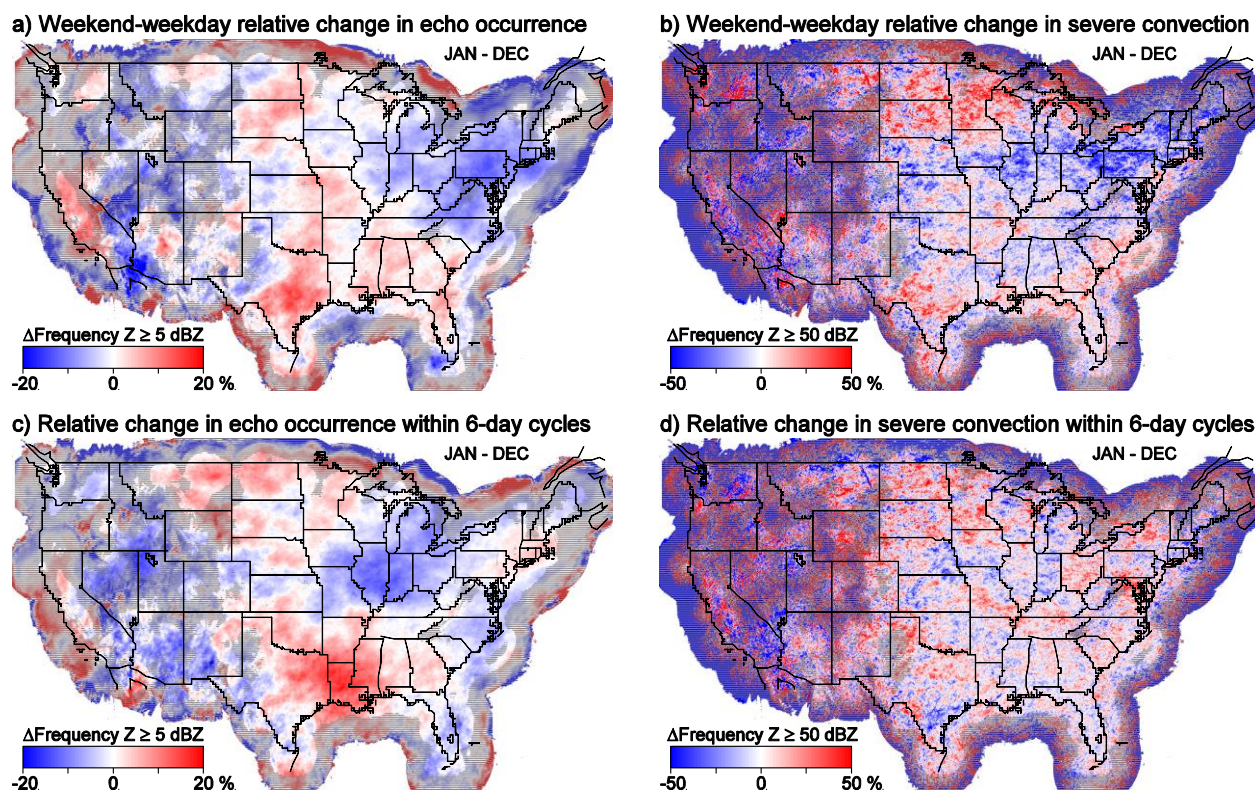 a) Weekend-weekday relative change in echo occurrence
JAN - DEC
ΔFrequency Z ≥ 5 dBZ
-20 0 20 %
b) Weekend-weekday relative change in severe convection
JAN - DEC
ΔFrequency Z ≥ 50 dBZ
-50 0 50 %
c) Relative change in echo occurrence within 6-day cycles
JAN - DEC
ΔFrequency Z ≥ 5 dBZ
-20 0 20 %
d) Relative change in severe convection within 6-day cycles
JAN - DEC
ΔFrequency Z ≥ 50 dBZ
-50 0 50 %